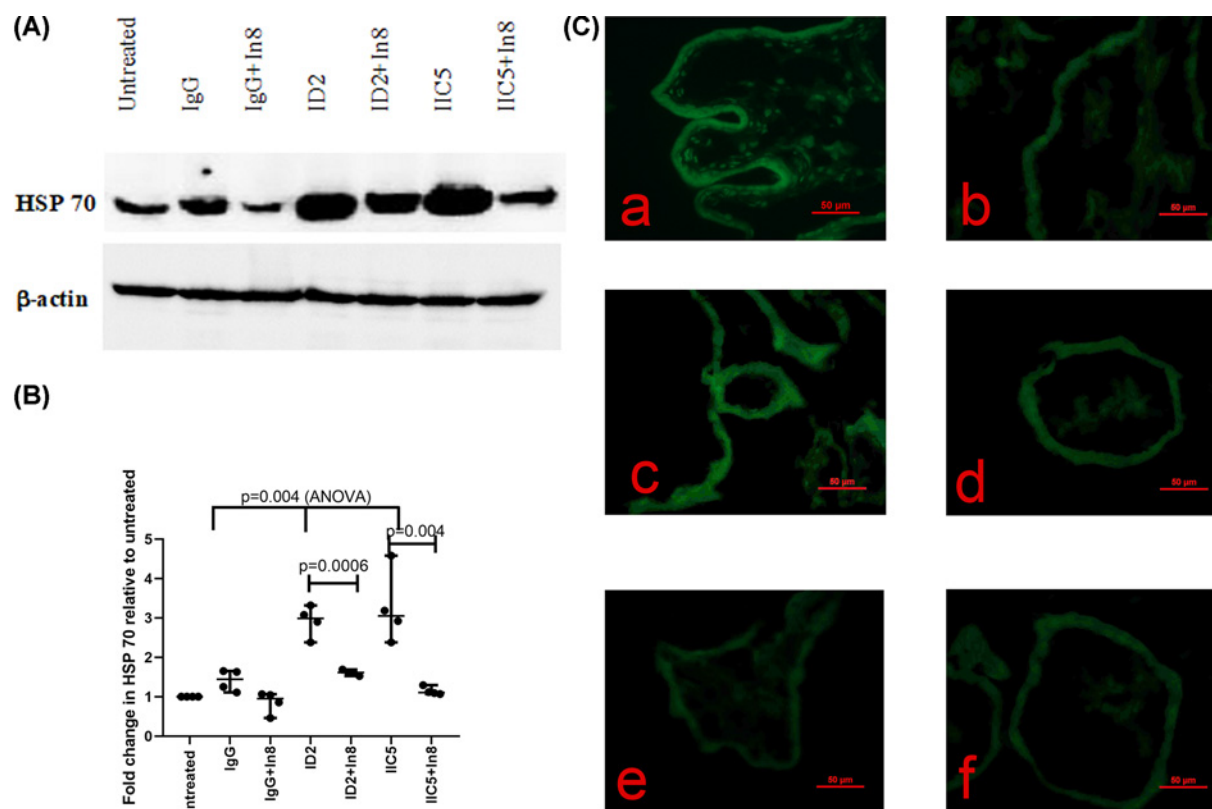 (A)
Untreated
IgG
IgG+In8
ID2
ID2+In8
IIC5
IIC5+In8
HSP 70
β-actin
(B)
Fold change in HSP 70 relative to untreated
p=0.004 (ANOVA)
p=0.004
p=0.0006
5
4
3
2
1
0
ntreated
IgG
IgG+In8
ID2
ID2+In8
IIC5
IIC5+In8
(C)
a
50 µm
b
50 µm
c
50 µm
d
50 µm
e
50 µm
f
50 µm